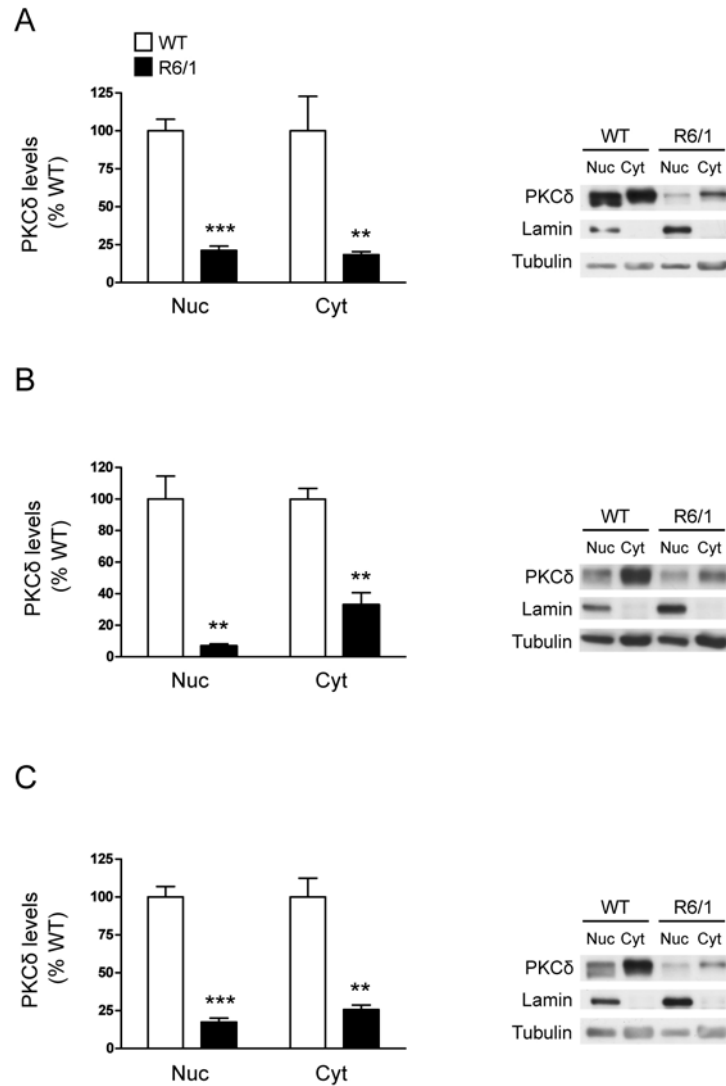 A
WT
R6/1
PKCδ levels
(% WT)
125
100
75
50
25
0
***
**
Nuc
Cyt
WT R6/1
Nuc Cyt Nuc Cyt
PKCδ
Lamin
Tubulin
B
PKCδ levels
(% WT)
120
100
80
60
40
20
0
**
**
Nuc
Cyt
WT R6/1
Nuc Cyt Nuc Cyt
PKCδ
Lamin
Tubulin
C
PKCδ levels
(% WT)
125
100
75
50
25
0
***
**
Nuc
Cyt
WT R6/1
Nuc Cyt Nuc Cyt
PKCδ
Lamin
Tubulin